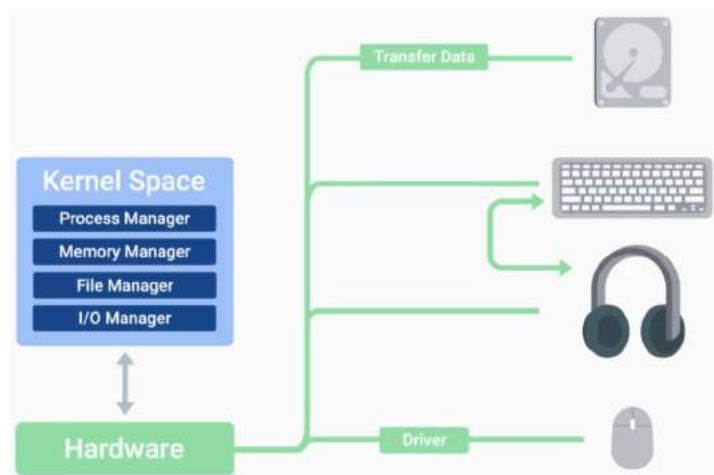 Transfer Data
Kernel Space
Process Manager
Memory Manager
File Manager
I/O Manager
Hardware
Driver